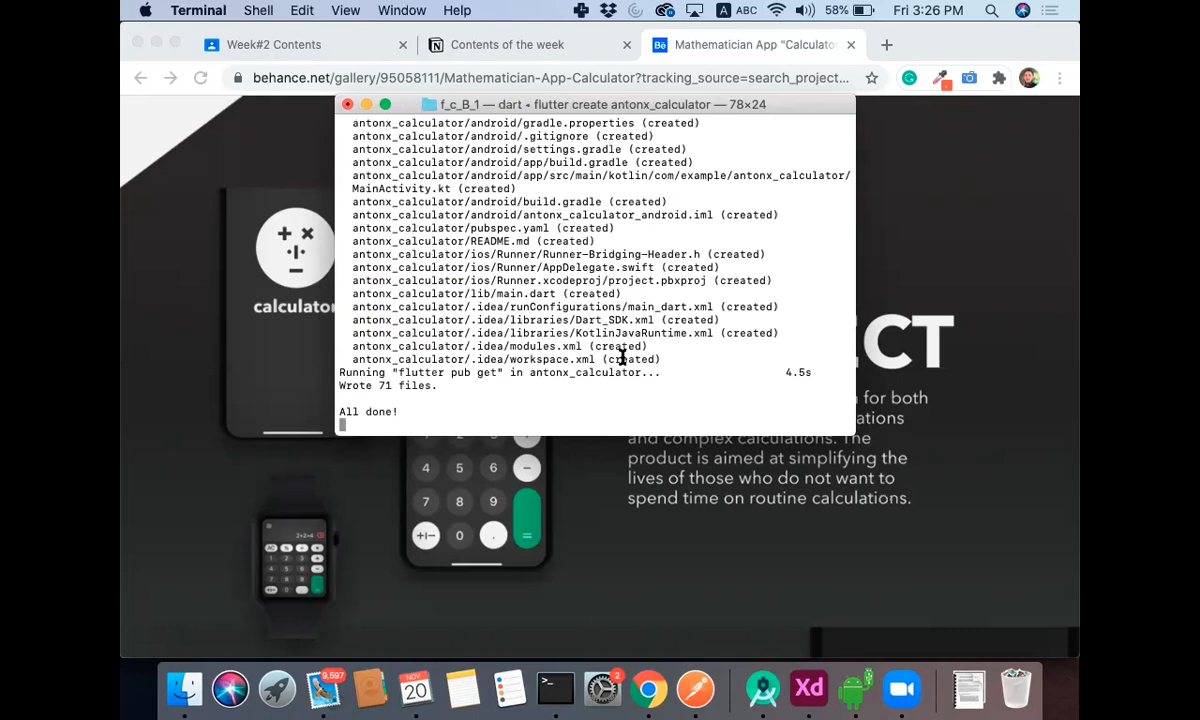 Terminal Shell Edit View Window Help A ABC 58% Fri 3:26 PM
Week#2 Contents
Contents of the week
Bē Mathematician App "Calculato
behance.net/gallery/95058111/Mathematician-App-Calculator?tracking_source=search_project...
f_c_B_1 — dart ◂ flutter create antonx_calculator — 78×24
antonx_calculator/android/gradle.properties (created)
antonx_calculator/android/.gitignore (created)
antonx_calculator/android/settings.gradle (created)
antonx_calculator/android/app/build.gradle (created)
antonx_calculator/android/app/src/main/kotlin/com/example/antonx_calculator/
MainActivity.kt (created)
antonx_calculator/android/build.gradle (created)
antonx_calculator/android/antonx_calculator_android.iml (created)
antonx_calculator/pubspec.yaml (created)
antonx_calculator/README.md (created)
antonx_calculator/ios/Runner/Runner-Bridging-Header.h (created)
antonx_calculator/ios/Runner/AppDelegate.swift (created)
antonx_calculator/ios/Runner.xcodeproj/project.pbxproj (created)
antonx_calculator/lib/main.dart (created)
antonx_calculator/.idea/runConfigurations/main_dart.xml (created)
antonx_calculator/.idea/libraries/Dart_SDK.xml (created)
antonx_calculator/.idea/libraries/KotlinJavaRuntime.xml (created)
antonx_calculator/.idea/modules.xml (created)
antonx_calculator/.idea/workspace.xml (created)
Running "flutter pub get" in antonx_calculator... 4.5s
Wrote 71 files.
All done!
calculator
ECT
n for both
ations
and complex calculations. The
product is aimed at simplifying the
lives of those who do not want to
spend time on routine calculations.
4 5 6 −
7 8 9
+|− 0 . =
2+2=4
9,597
NOV
20
2
Xd